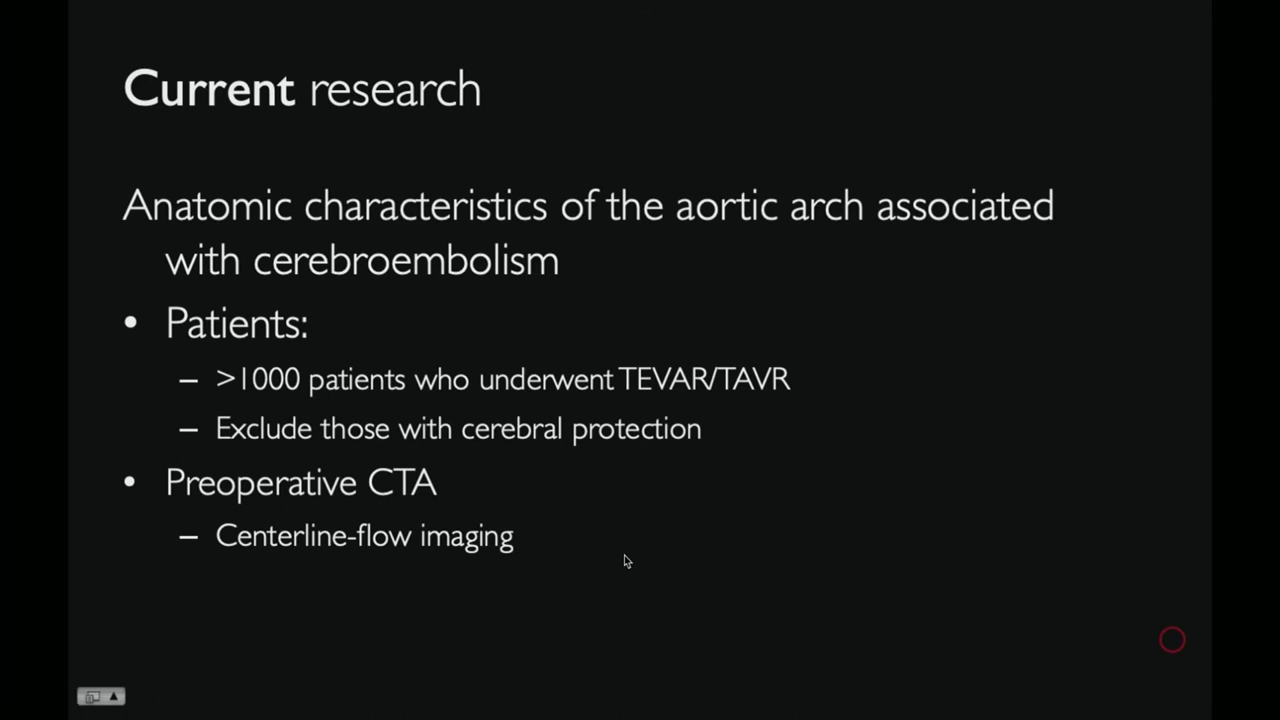 Current research
Anatomic characteristics of the aortic arch associated
with cerebroembolism
• Patients:
– >1000 patients who underwent TEVAR/TAVR
– Exclude those with cerebral protection
• Preoperative CTA
– Centerline-flow imaging